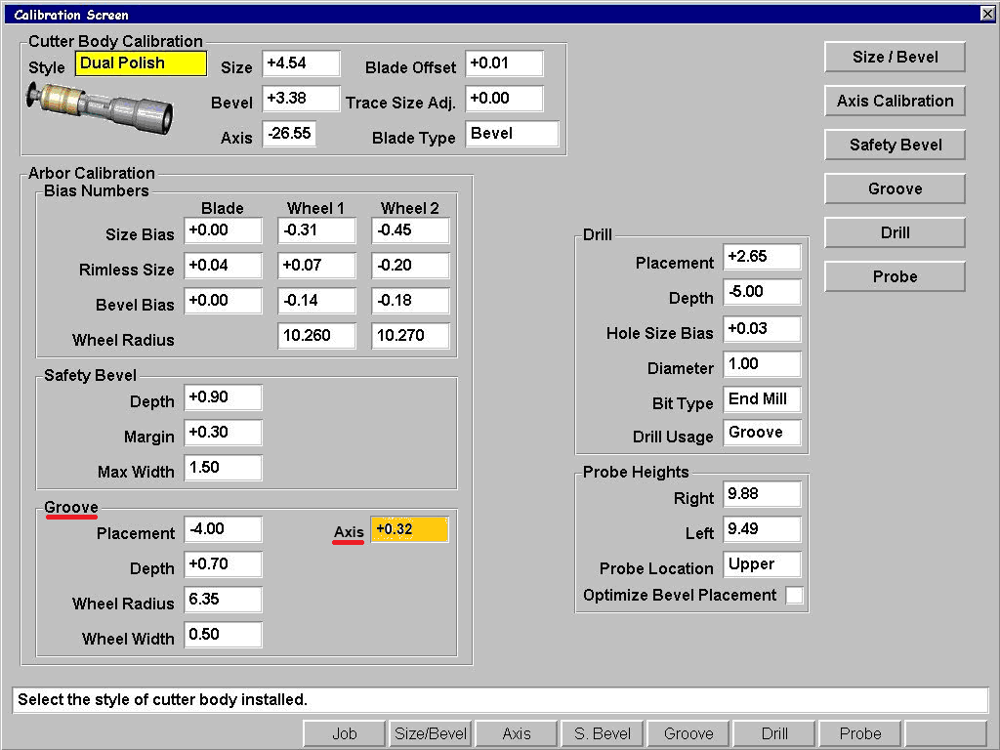 Calibration Screen
Cutter Body Calibration
Style Dual Polish Size +4.54 Blade Offset +0.01
Bevel +3.38 Trace Size Adj. +0.00
Axis -26.55 Blade Type Bevel
Size / Bevel
Axis Calibration
Safety Bevel
Groove
Drill
Probe
Arbor Calibration
Bias Numbers
Blade Wheel 1 Wheel 2
Size Bias +0.00 -0.31 -0.45
Rimless Size +0.04 +0.07 -0.20
Bevel Bias +0.00 -0.14 -0.18
Wheel Radius 10.260 10.270
Safety Bevel
Depth +0.90
Margin +0.30
Max Width 1.50
Groove
Placement -4.00 Axis +0.32
Depth +0.70
Wheel Radius 6.35
Wheel Width 0.50
Drill
Placement +2.65
Depth -5.00
Hole Size Bias +0.03
Diameter 1.00
Bit Type End Mill
Drill Usage Groove
Probe Heights
Right 9.88
Left 9.49
Probe Location Upper
Optimize Bevel Placement
Select the style of cutter body installed.
Job Size/Bevel Axis S. Bevel Groove Drill Probe